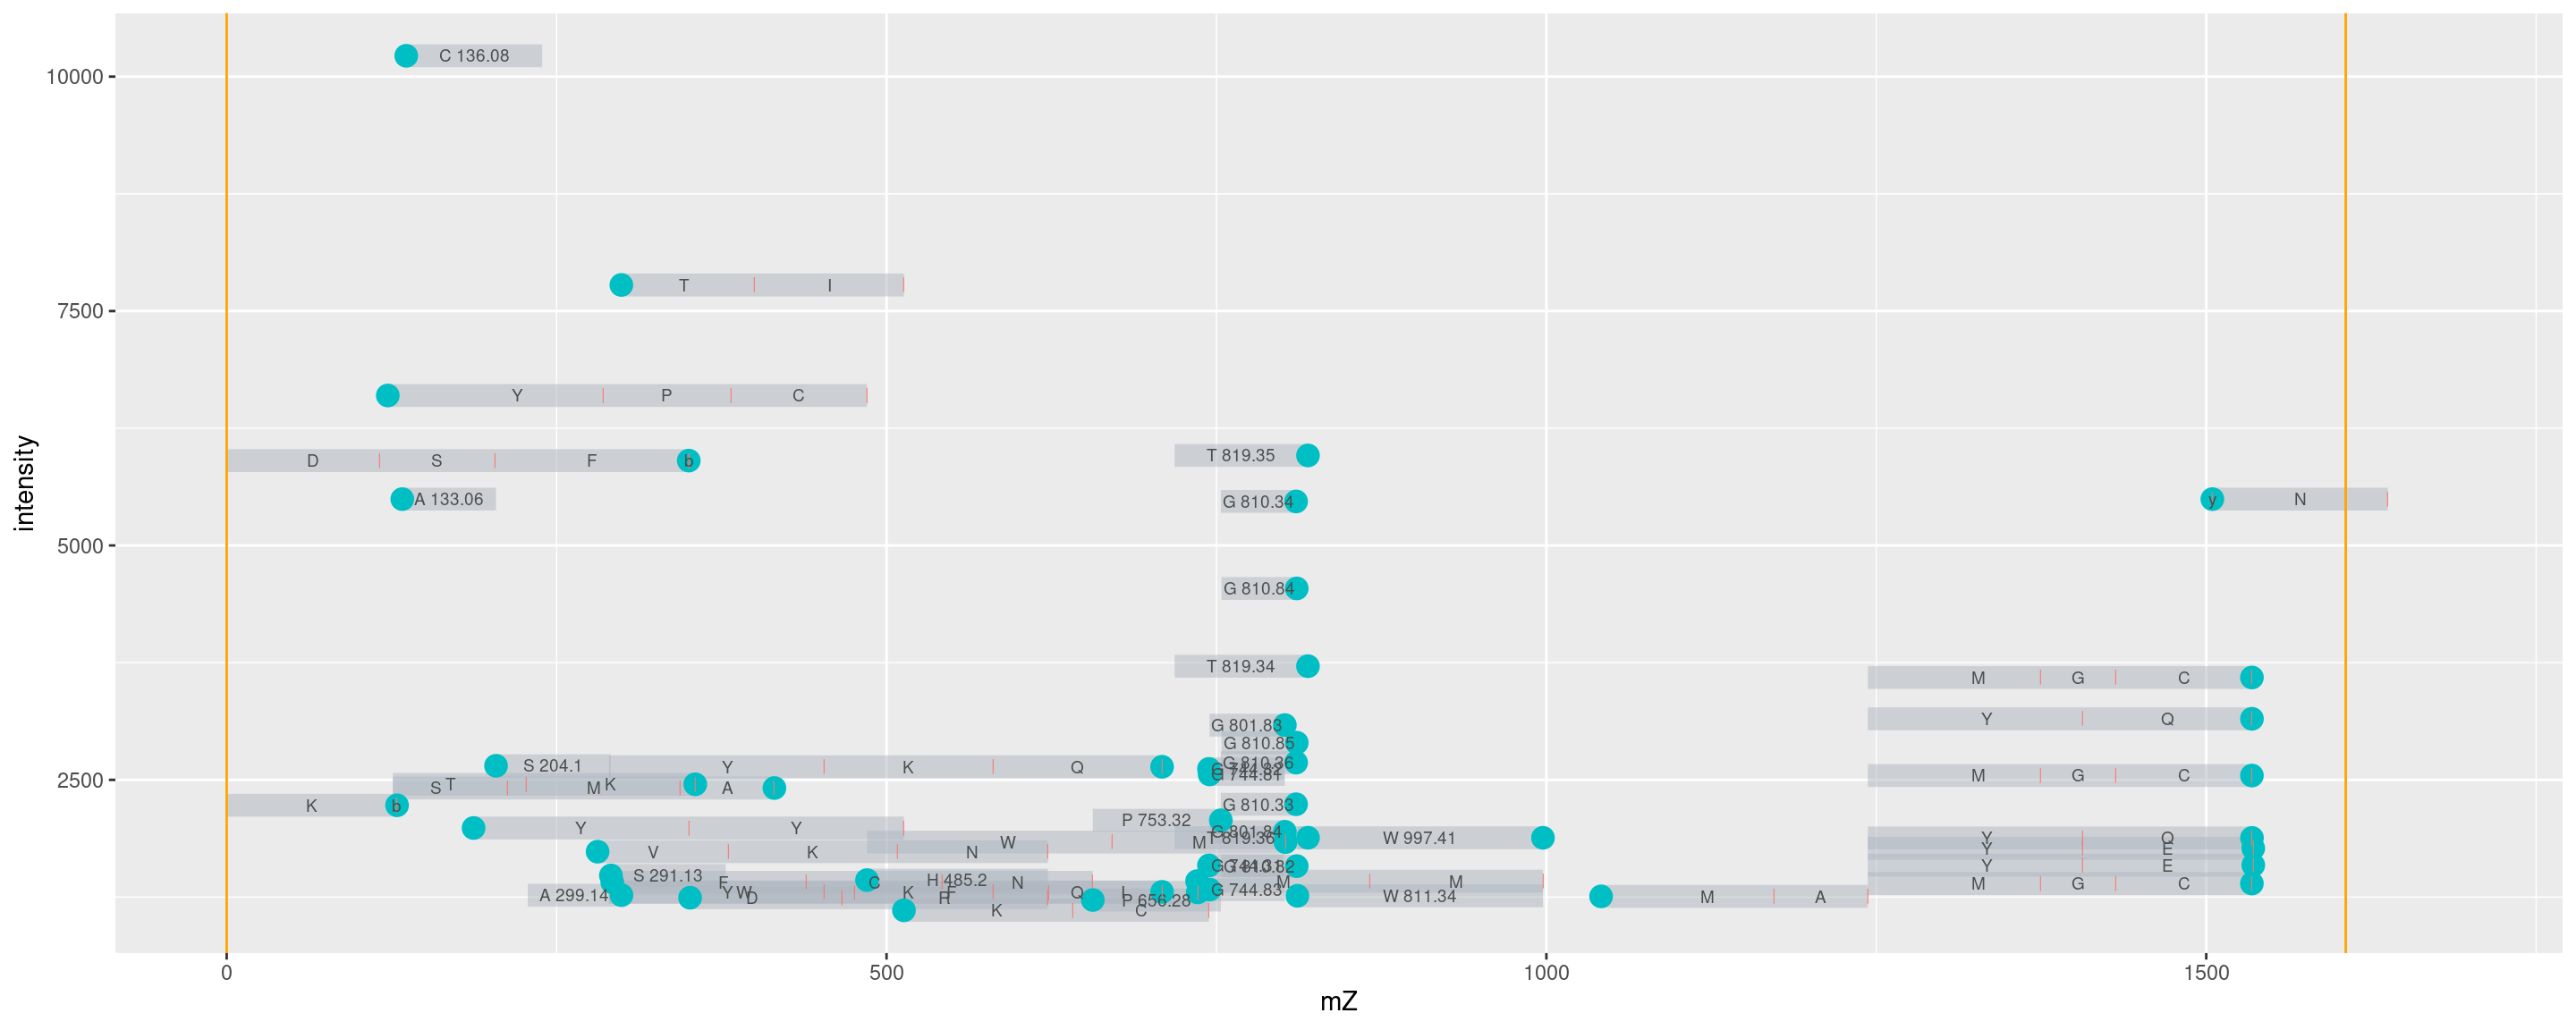 C 136.08
10000
T I
7500
Y P C
T 819.35
D S F b
A 133.06
G 810.34
y N
intensity
5000
G 810.84
T 819.34
M G C
Y Q
G 801.83
G 810.85
S 204.1 Y K Q
G 810.36
M G C
2500
T K
S M A
K b
G 810.33
P 753.32
Y Y
T 819.36
W 997.41
Y Q
W M
Y E
V K N
Y E
S 291.13
H 485.2
F C N
M M
M G C
G 744.83
A 299.14
Y W K F Q L
D R
W 811.34
M A
P 656.28
K C
0 500 1000 1500
mZ